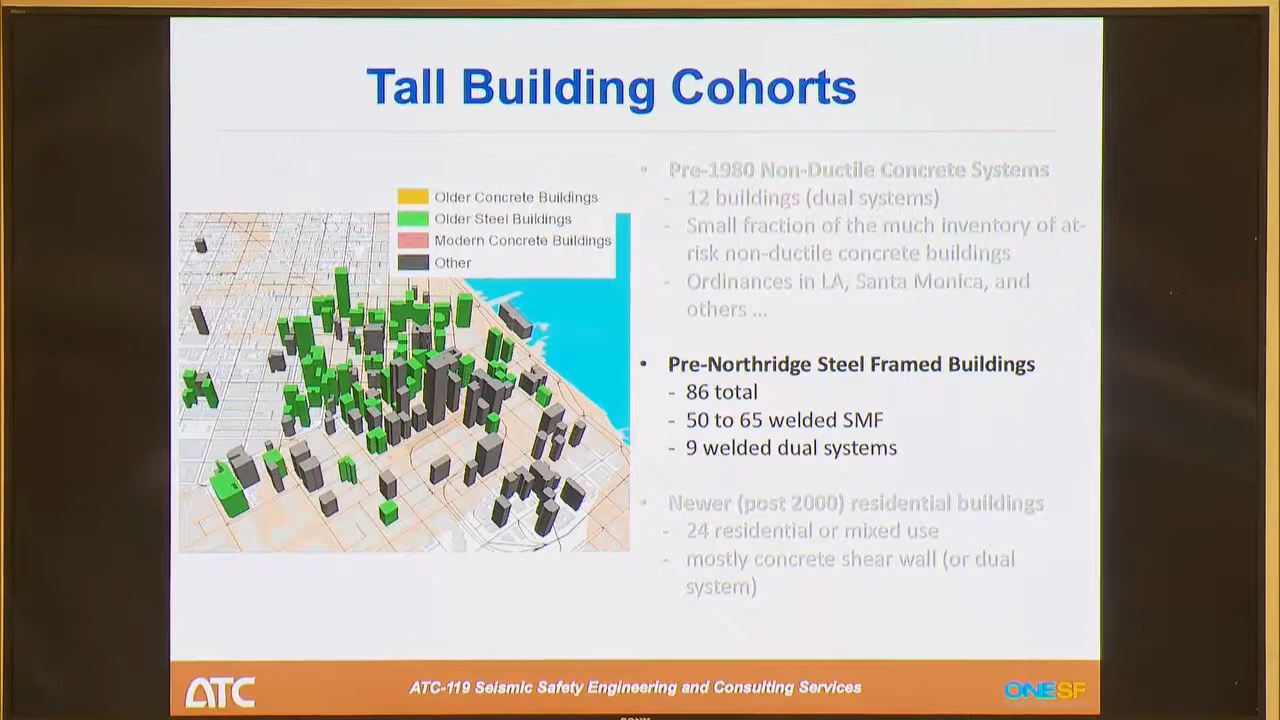 Tall Building Cohorts
Older Concrete Buildings
Older Steel Buildings
Modern Concrete Buildings
Other
• Pre-1980 Non-Ductile Concrete Systems
- 12 buildings (dual systems)
- Small fraction of the much inventory of at-
risk non-ductile concrete buildings
- Ordinances in LA, Santa Monica, and
others ...
• Pre-Northridge Steel Framed Buildings
- 86 total
- 50 to 65 welded SMF
- 9 welded dual systems
• Newer (post 2000) residential buildings
- 24 residential or mixed use
- mostly concrete shear wall (or dual
system)
ATC
ATC-119 Seismic Safety Engineering and Consulting Services
ONESF
SONY